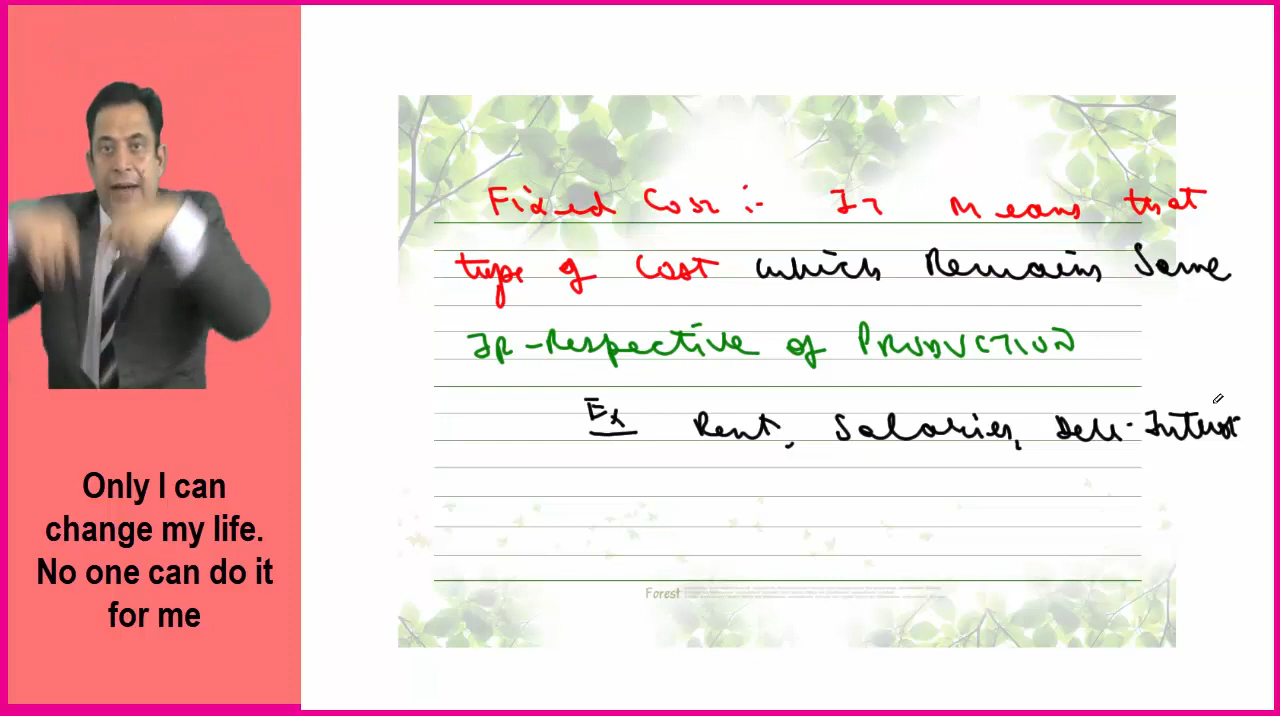 Fixed Cost :- It Means that
type of Cost which Remains Same
Ir-Respective of PRODUCTION
Ex Rent, Salaries, Interest
Only I can
change my life.
No one can do it
for me
Forest